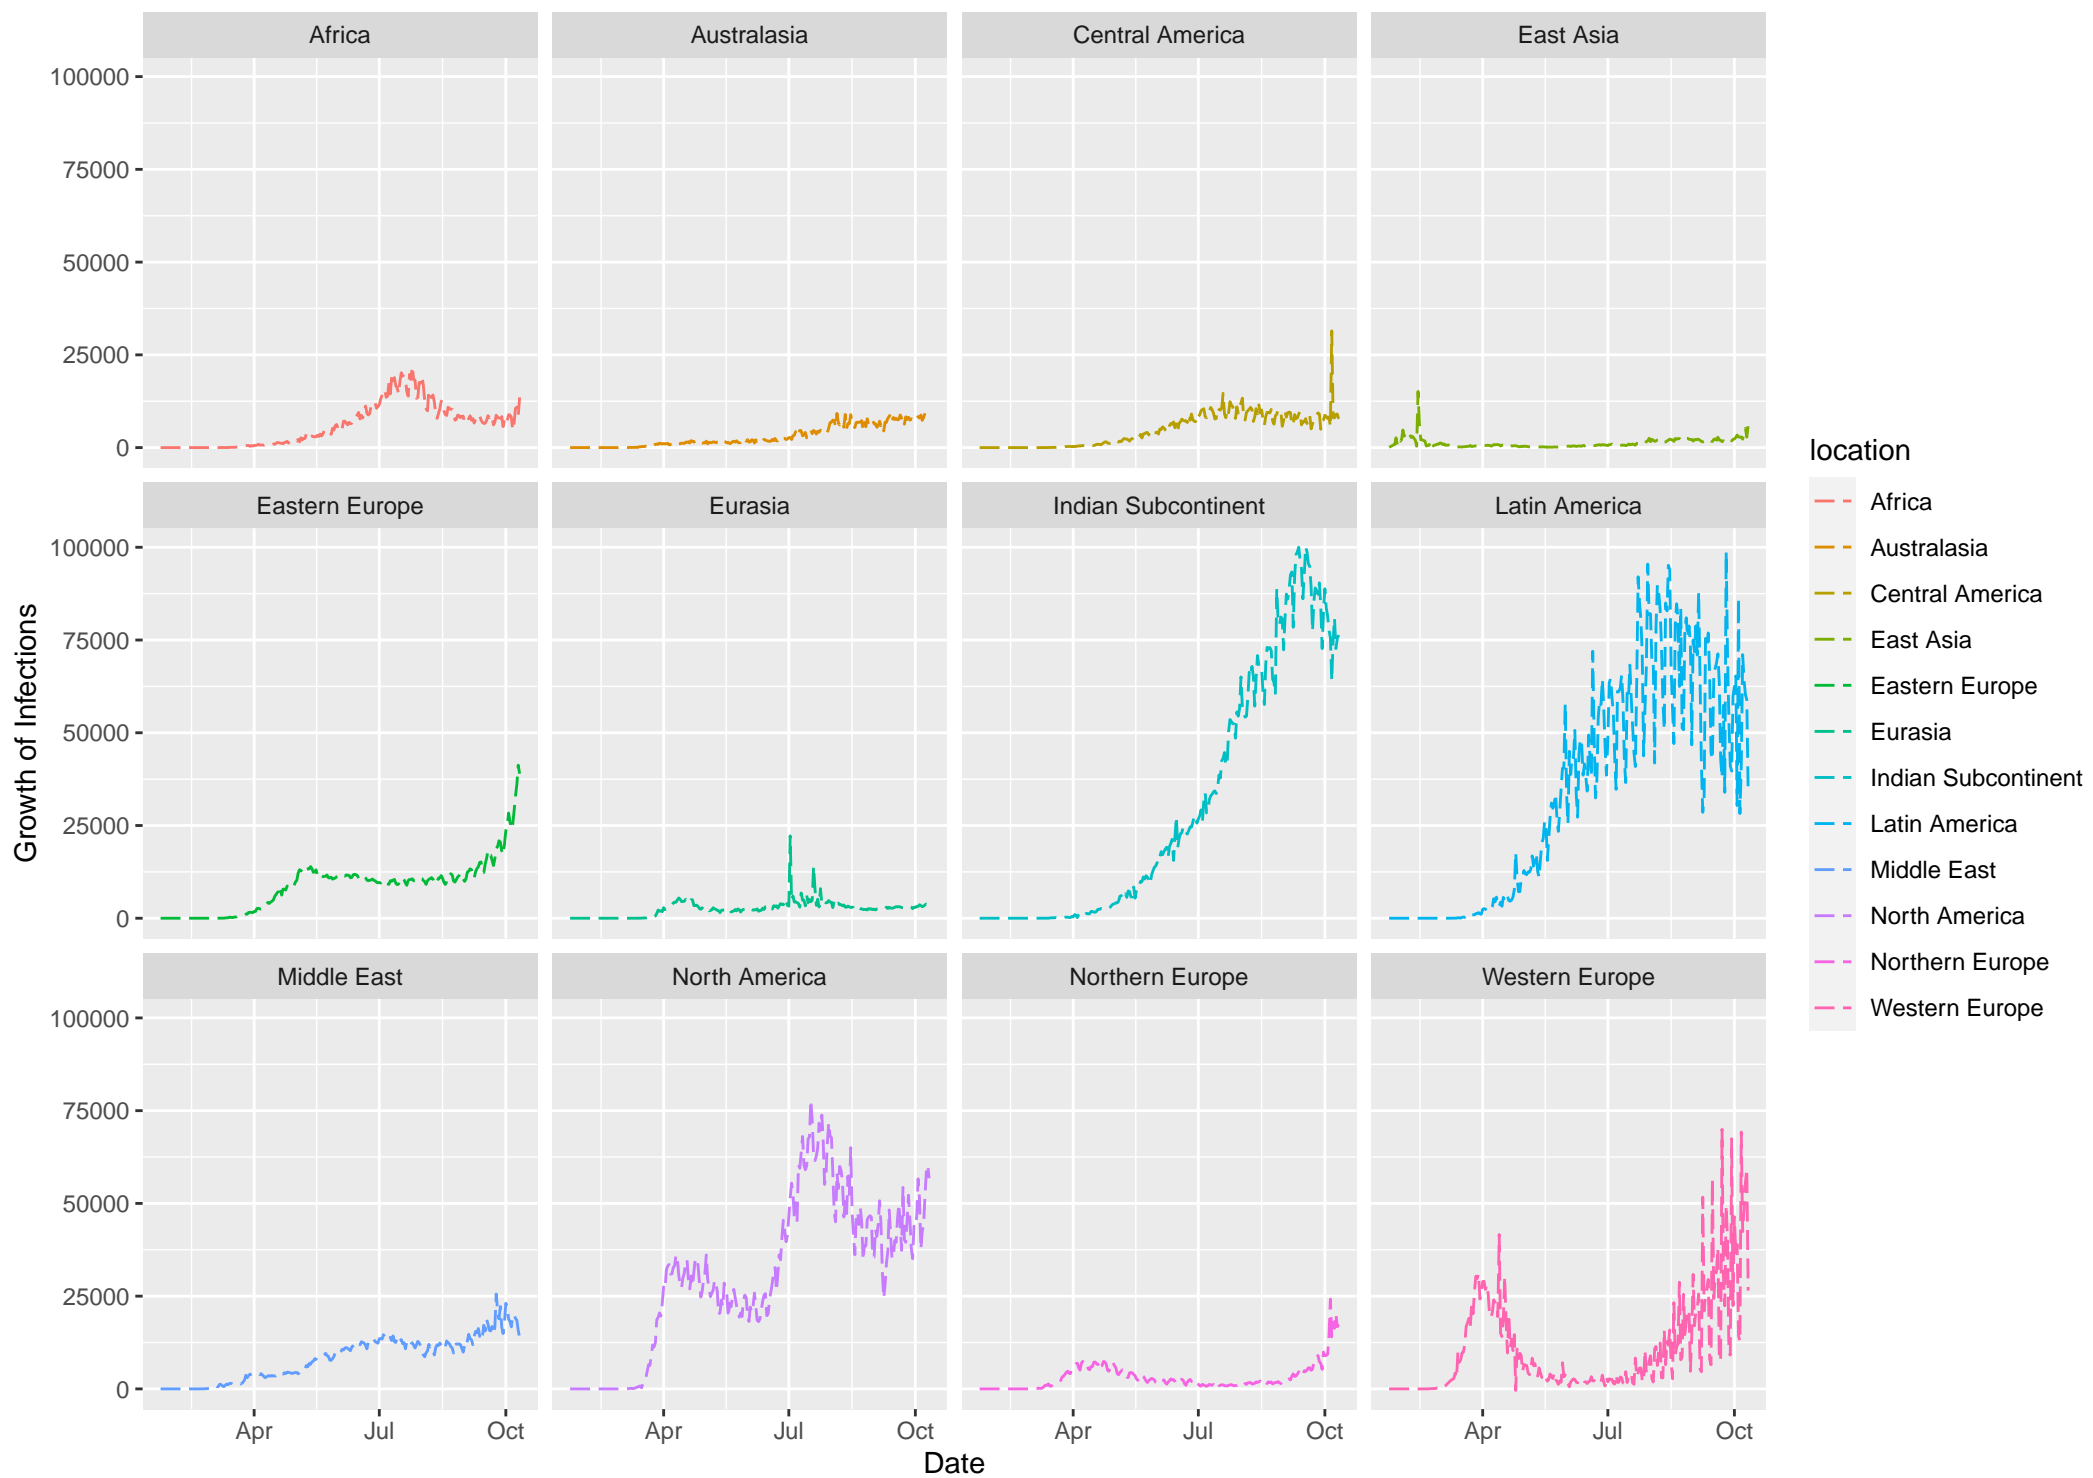 Africa
Australasia
Central America
East Asia
100000
75000
50000
25000
0
Eastern Europe
Eurasia
Indian Subcontinent
Latin America
100000
75000
50000
25000
0
Middle East
North America
Northern Europe
Western Europe
100000
75000
50000
25000
0
Apr Jul Oct
Apr Jul Oct
Apr Jul Oct
Apr Jul Oct
Date
Growth of Infections
location
Africa
Australasia
Central America
East Asia
Eastern Europe
Eurasia
Indian Subcontinent
Latin America
Middle East
North America
Northern Europe
Western Europe